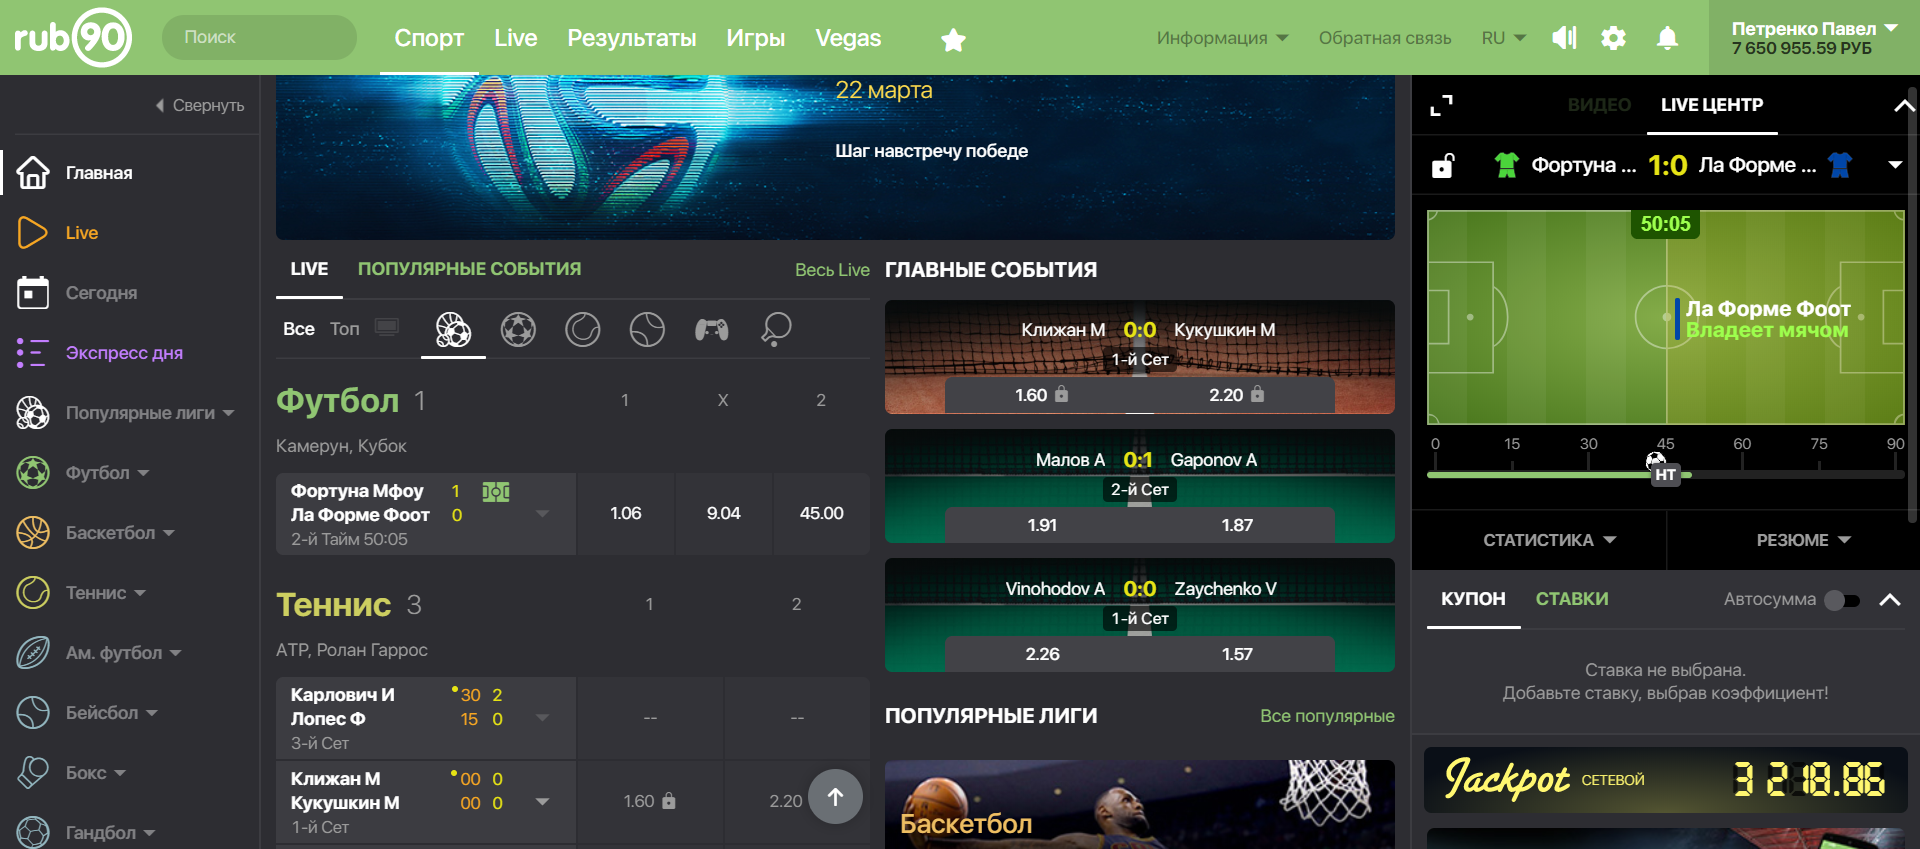 rub90
Поиск
Спорт
Live
Результаты
Игры
Vegas
Информация
Обратная связь
RU
Петренко Павел
7 650 955.59 РУБ
Свернуть
Главная
Live
Сегодня
Экспресс дня
Популярные лиги
Футбол
Баскетбол
Теннис
Ам. футбол
Бейсбол
Бокс
Гандбол
22 марта
Шаг навстречу победе
LIVE
ПОПУЛЯРНЫЕ СОБЫТИЯ
Весь Live
Все
Топ
Футбол 1
1 X 2
Камерун, Кубок
Фортуна Мфоу 1
Ла Форме Фоот 0
2-й Тайм 50:05
1.06 9.04 45.00
Теннис 3
1 2
ATP, Ролан Гаррос
Карлович И 30 2
Лопес Ф 15 0
3-й Сет
-- --
Клижан М 00 0
Кукушкин М 00 0
1-й Сет
1.60 2.20
ГЛАВНЫЕ СОБЫТИЯ
Клижан М 0:0 Кукушкин М
1-й Сет
1.60 2.20
Малов А 0:1 Gaponov A
2-й Сет
1.91 1.87
Vinohodov A 0:0 Zaychenko V
1-й Сет
2.26 1.57
ПОПУЛЯРНЫЕ ЛИГИ
Все популярные
Баскетбол
ВИДЕО
LIVE ЦЕНТР
Фортуна ... 1:0 Ла Форме ...
50:05
Ла Форме Фоот
Владеет мячом
0 15 30 45 60 75 90
HT
СТАТИСТИКА
РЕЗЮМЕ
КУПОН
СТАВКИ
Автосумма
Ставка не выбрана.
Добавьте ставку, выбрав коэффициент!
Jackpot СЕТЕВОЙ